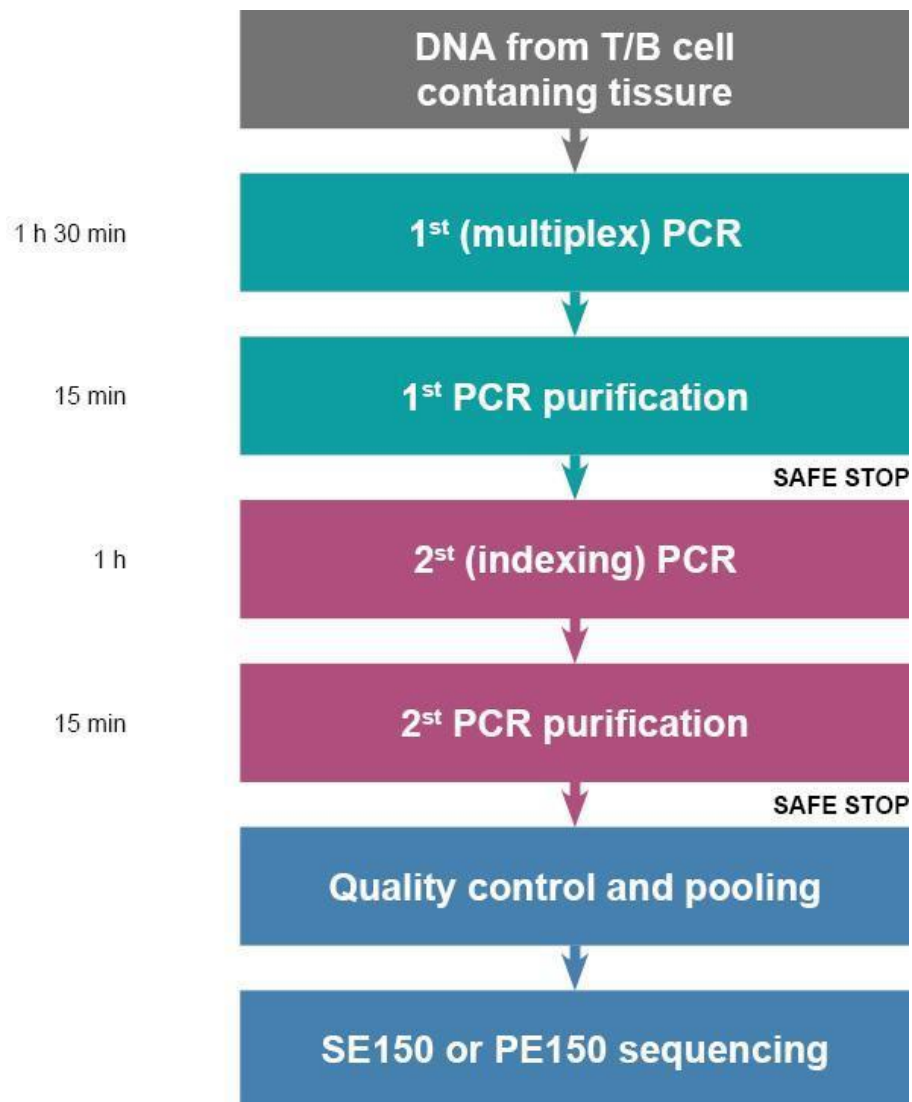 DNA from T/B cell
contaning tissure
1 h 30 min
1st (multiplex) PCR
15 min
1st PCR purification
SAFE STOP
1 h
2st (indexing) PCR
15 min
2st PCR purification
SAFE STOP
Quality control and pooling
SE150 or PE150 sequencing